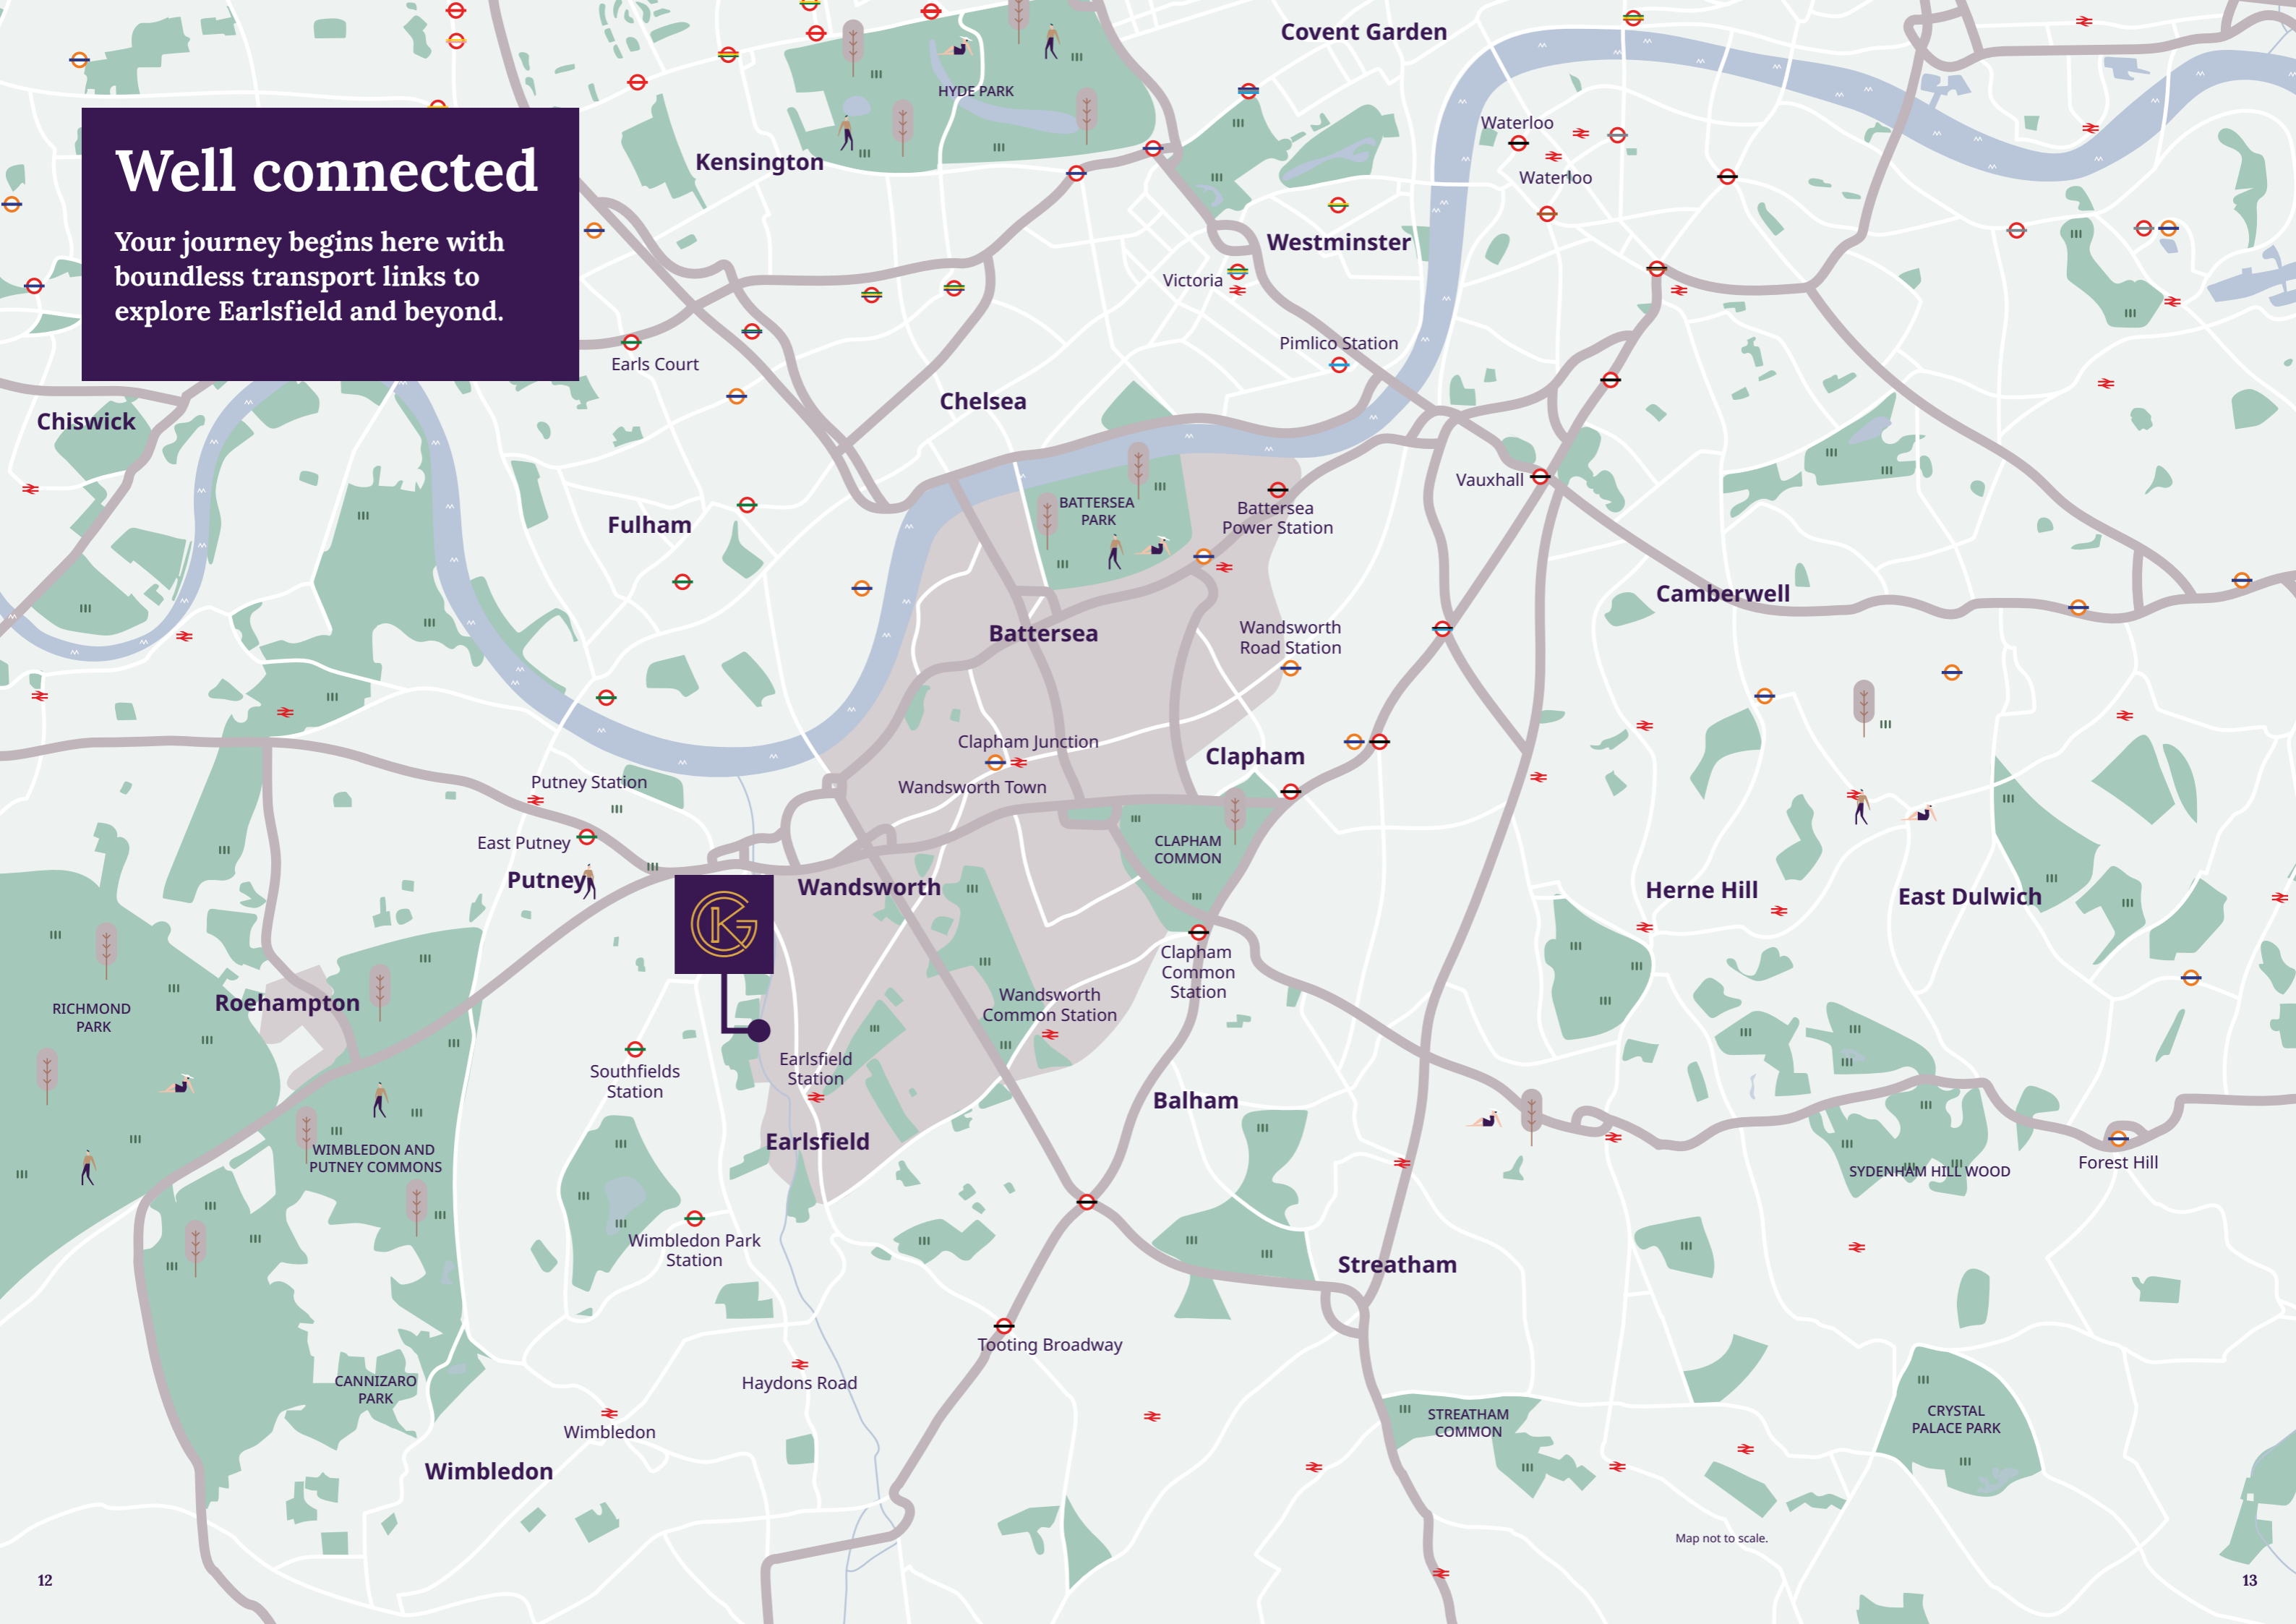 Well connected
Your journey begins here with
boundless transport links to
explore Earlsfield and beyond.
Covent Garden
HYDE PARK
Kensington
Waterloo
Waterloo
Westminster
Victoria
Pimlico Station
Earls Court
Chelsea
Chiswick
Vauxhall
BATTERSEA
PARK
Battersea
Power Station
Fulham
Camberwell
Battersea
Wandsworth
Road Station
Clapham Junction
Clapham
Wandsworth Town
Putney Station
East Putney
Putney
CLAPHAM
COMMON
Wandsworth
Herne Hill
East Dulwich
CGK
Clapham
Common
Station
RICHMOND
PARK
Roehampton
Wandsworth
Common Station
Southfields
Station
Earlsfield
Station
Balham
Earlsfield
WIMBLEDON AND
PUTNEY COMMONS
SYDENHAM HILL WOOD
Forest Hill
Wimbledon Park
Station
Streatham
Tooting Broadway
Haydons Road
CANNIZARO
PARK
Wimbledon
Wimbledon
STREATHAM
COMMON
CRYSTAL
PALACE PARK
Map not to scale.
12
13